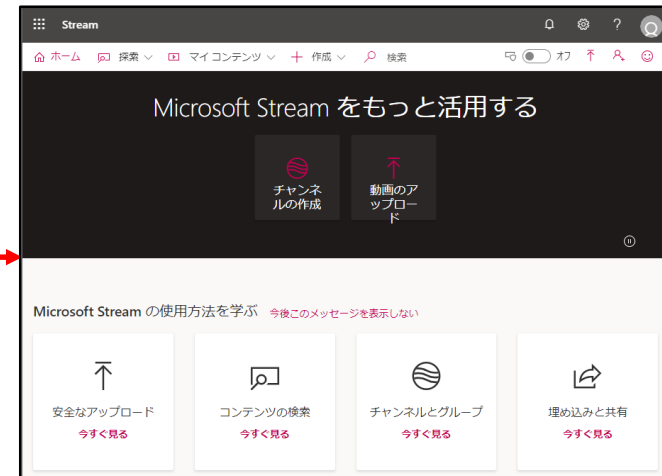 Stream
?
ホーム 探索 マイ コンテンツ 作成 検索 オフ
Microsoft Stream をもっと活用する
チャンネ
ルの作成
動画のア
ップロー
ド
Microsoft Stream の使用方法を学ぶ 今後このメッセージを表示しない
安全なアップロード
今すぐ見る
コンテンツの検索
今すぐ見る
チャンネルとグループ
今すぐ見る
埋め込みと共有
今すぐ見る